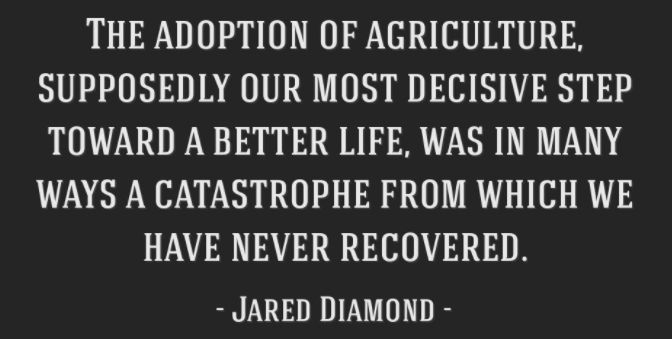 THE ADOPTION OF AGRICULTURE,
SUPPOSEDLY OUR MOST DECISIVE STEP
TOWARD A BETTER LIFE, WAS IN MANY
WAYS A CATASTROPHE FROM WHICH WE
HAVE NEVER RECOVERED.
- JARED DIAMOND -